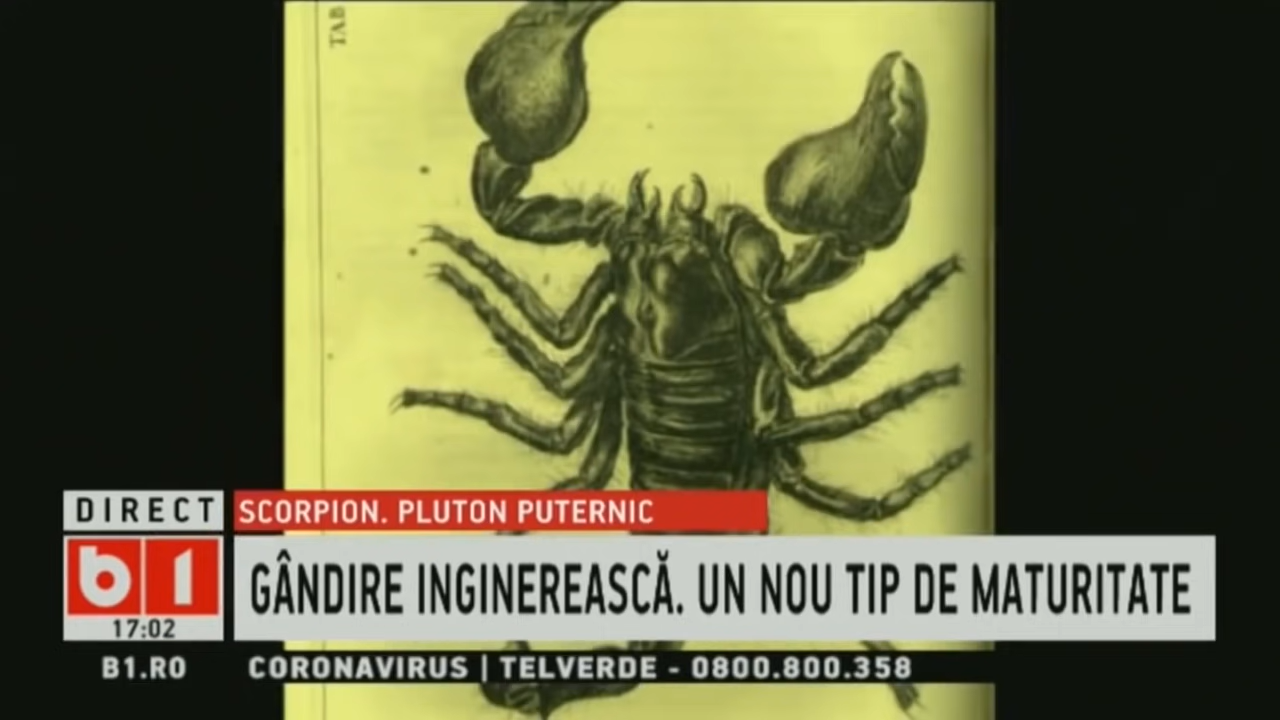 TAB
DIRECT
SCORPION. PLUTON PUTERNIC
b1
GÂNDIRE INGINEREASCĂ. UN NOU TIP DE MATURITATE
17:02
B1.RO
CORONAVIRUS | TELVERDE - 0800.800.358